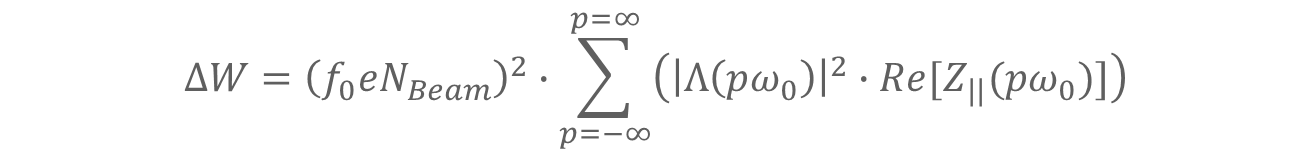 p=∞
ΔW = (f₀eN_Beam)² · ∑ (|Λ(pω₀)|² · Re[Z_||(pω₀)])
p=−∞